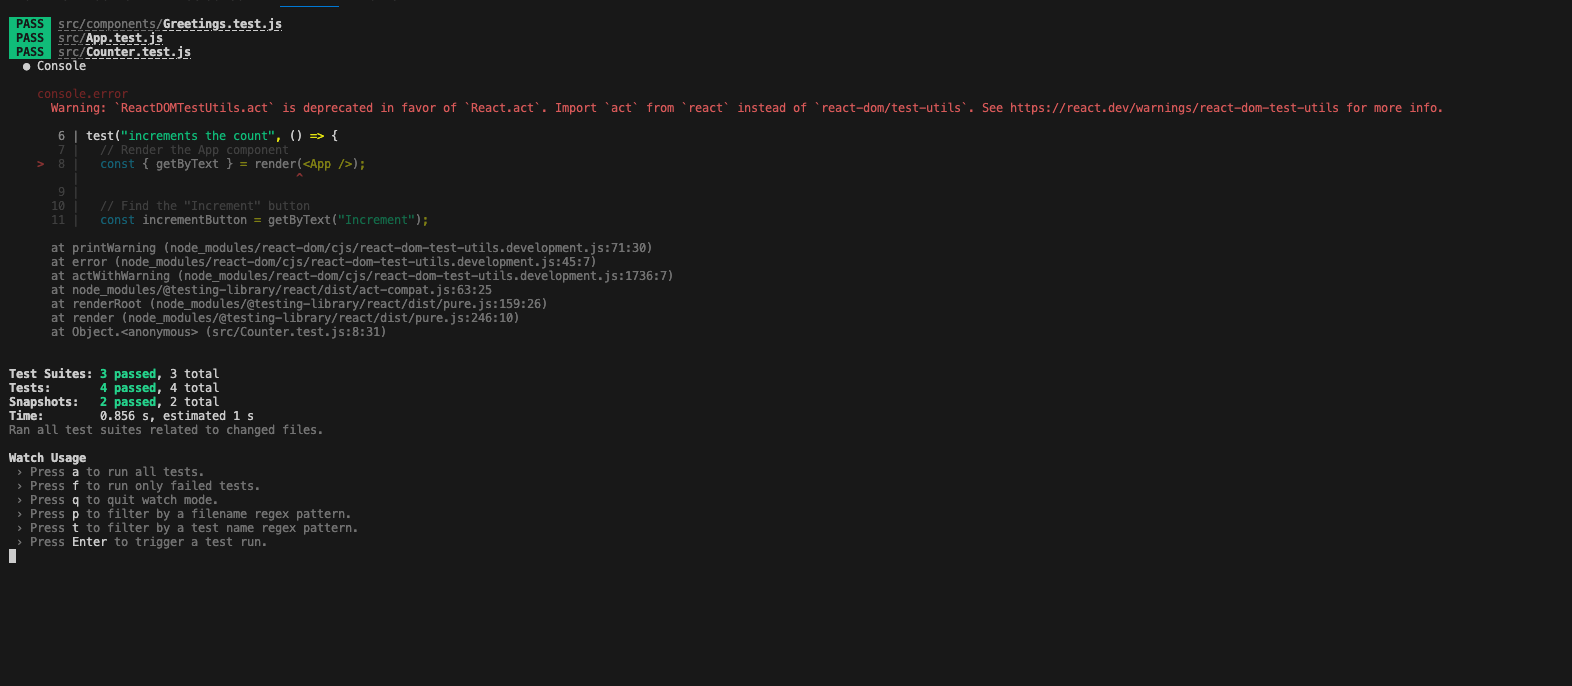 PASS src/components/Greetings.test.js
PASS src/App.test.js
PASS src/Counter.test.js
● Console
console.error
Warning: `ReactDOMTestUtils.act` is deprecated in favor of `React.act`. Import `act` from `react` instead of `react-dom/test-utils`. See https://react.dev/warnings/react-dom-test-utils for more info.
6 | test("increments the count", () => {
7 | // Render the App component
> 8 | const { getByText } = render(<App />);
| ^
9 |
10 | // Find the "Increment" button
11 | const incrementButton = getByText("Increment");
at printWarning (node_modules/react-dom/cjs/react-dom-test-utils.development.js:71:30)
at error (node_modules/react-dom/cjs/react-dom-test-utils.development.js:45:7)
at actWithWarning (node_modules/react-dom/cjs/react-dom-test-utils.development.js:1736:7)
at node_modules/@testing-library/react/dist/act-compat.js:63:25
at renderRoot (node_modules/@testing-library/react/dist/pure.js:159:26)
at render (node_modules/@testing-library/react/dist/pure.js:246:10)
at Object.<anonymous> (src/Counter.test.js:8:31)
Test Suites: 3 passed, 3 total
Tests: 4 passed, 4 total
Snapshots: 2 passed, 2 total
Time: 0.856 s, estimated 1 s
Ran all test suites related to changed files.
Watch Usage
› Press a to run all tests.
› Press f to run only failed tests.
› Press q to quit watch mode.
› Press p to filter by a filename regex pattern.
› Press t to filter by a test name regex pattern.
› Press Enter to trigger a test run.